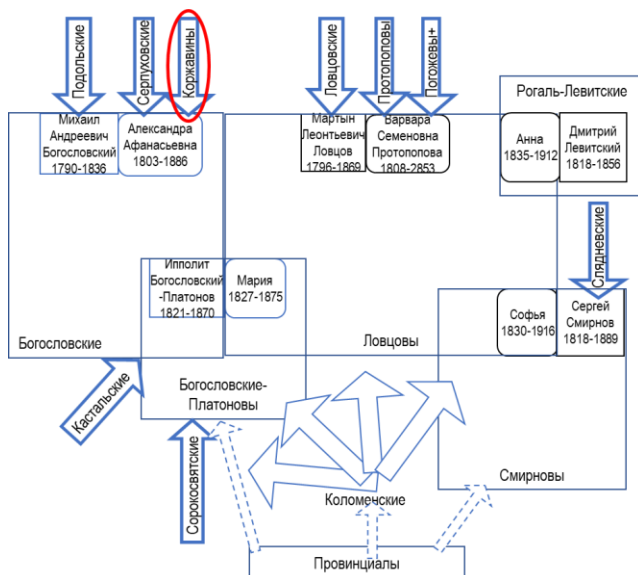 Подольские
Серпуховские
Коржавины
Ловцовские
Протопоповы
Погожевы+
Рогаль-Левитские
Михаил
Андреевич
Богословский
1790-1836
Александра
Афанасьевна
1803-1886
Мартын
Леонтьевич
Ловцов
1796-1869
Варвара
Семеновна
Протопопова
1808-2853
Анна
1835-1912
Дмитрий
Левитский
1818-1856
Слядневские
Ипполит
Богословский
-Платонов
1821-1870
Мария
1827-1875
Софья
1830-1916
Сергей
Смирнов
1818-1889
Богословские
Ловцовы
Кастальские
Богословские-
Платоновы
Сорокосвятские
Смирновы
Коломенские
Провинциалы